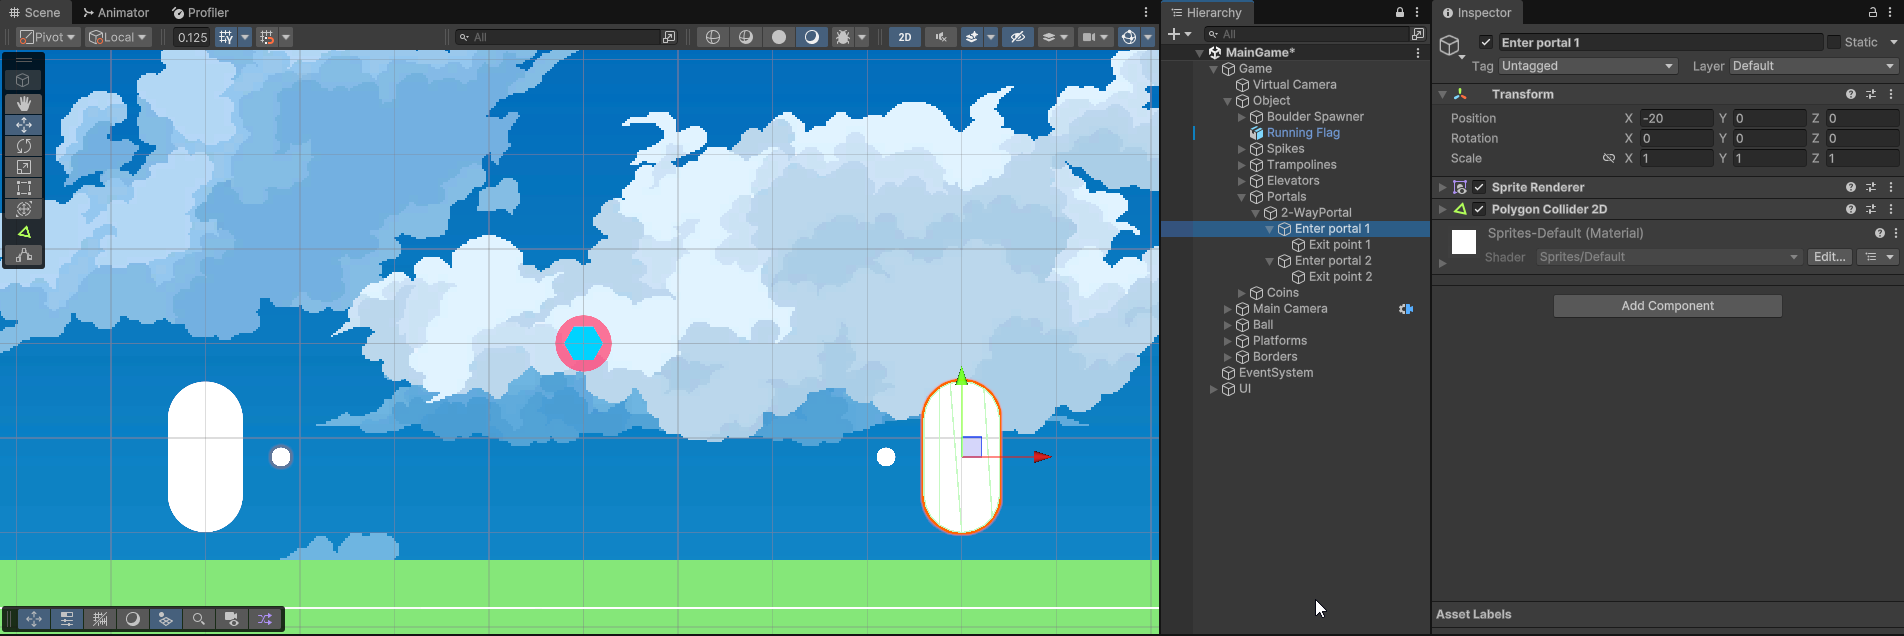 Scene
Animator
Profiler
Pivot
Local
0.125
All
2D
Hierarchy
All
MainGame*
Game
Virtual Camera
Object
Boulder Spawner
Running Flag
Spikes
Trampolines
Elevators
Portals
2-WayPortal
Enter portal 1
Exit point 1
Enter portal 2
Exit point 2
Coins
Main Camera
Ball
Platforms
Borders
EventSystem
UI
Inspector
Enter portal 1
Static
Tag Untagged
Layer Default
Transform
Position X -20 Y 0 Z 0
Rotation X 0 Y 0 Z 0
Scale X 1 Y 1 Z 1
Sprite Renderer
Polygon Collider 2D
Sprites-Default (Material)
Shader Sprites/Default
Edit...
Add Component
Asset Labels